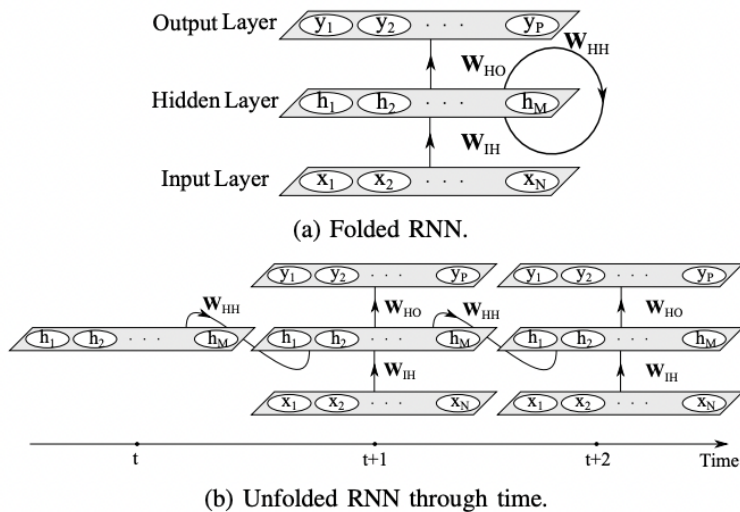 Output Layer y1 y2 · · · yP
WHH
WHO
Hidden Layer h1 h2 · · · hM
WIH
Input Layer x1 x2 · · · xN
(a) Folded RNN.
y1 y2 · · · yP y1 y2 · · · yP
WHH WHO WHH WHO
h1 h2 · · · hM h1 h2 · · · hM h1 h2 · · · hM
WIH WIH
x1 x2 · · · xN x1 x2 · · · xN
t t+1 t+2 Time
(b) Unfolded RNN through time.